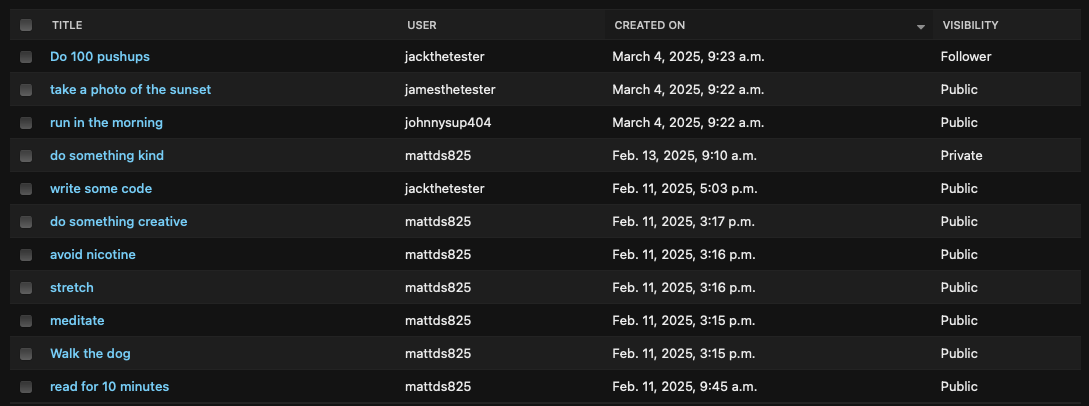 TITLE USER CREATED ON VISIBILITY
Do 100 pushups jackthetester March 4, 2025, 9:23 a.m. Follower
take a photo of the sunset jamesthetester March 4, 2025, 9:22 a.m. Public
run in the morning johnnysup404 March 4, 2025, 9:22 a.m. Public
do something kind mattds825 Feb. 13, 2025, 9:10 a.m. Private
write some code jackthetester Feb. 11, 2025, 5:03 p.m. Public
do something creative mattds825 Feb. 11, 2025, 3:17 p.m. Public
avoid nicotine mattds825 Feb. 11, 2025, 3:16 p.m. Public
stretch mattds825 Feb. 11, 2025, 3:16 p.m. Public
meditate mattds825 Feb. 11, 2025, 3:15 p.m. Public
Walk the dog mattds825 Feb. 11, 2025, 3:15 p.m. Public
read for 10 minutes mattds825 Feb. 11, 2025, 9:45 a.m. Public